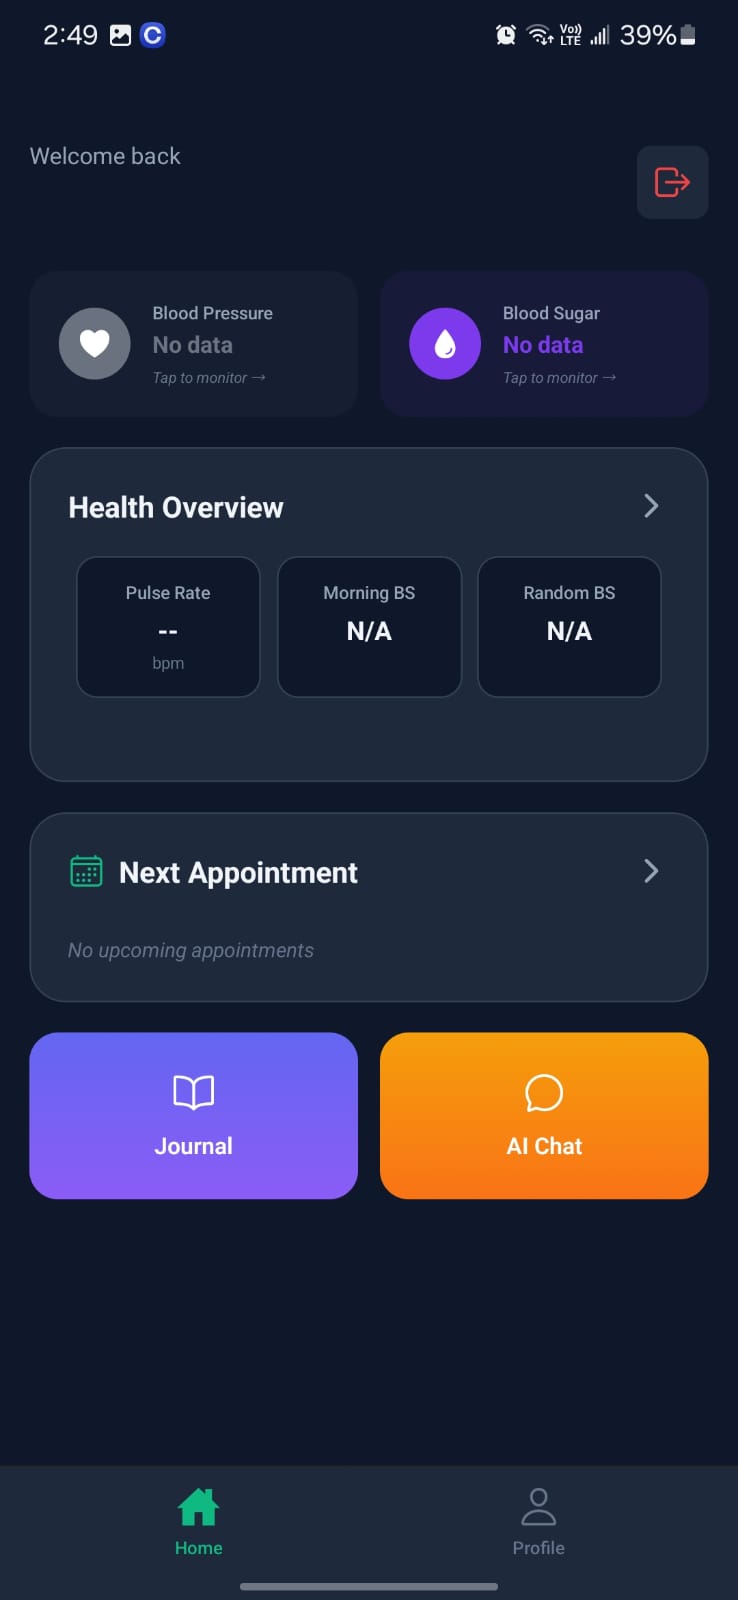 2:49
Vo)) LTE 39%
Welcome back
Blood Pressure
No data
Tap to monitor →
Blood Sugar
No data
Tap to monitor →
Health Overview
Pulse Rate
--
bpm
Morning BS
N/A
Random BS
N/A
Next Appointment
No upcoming appointments
Journal
AI Chat
Home
Profile